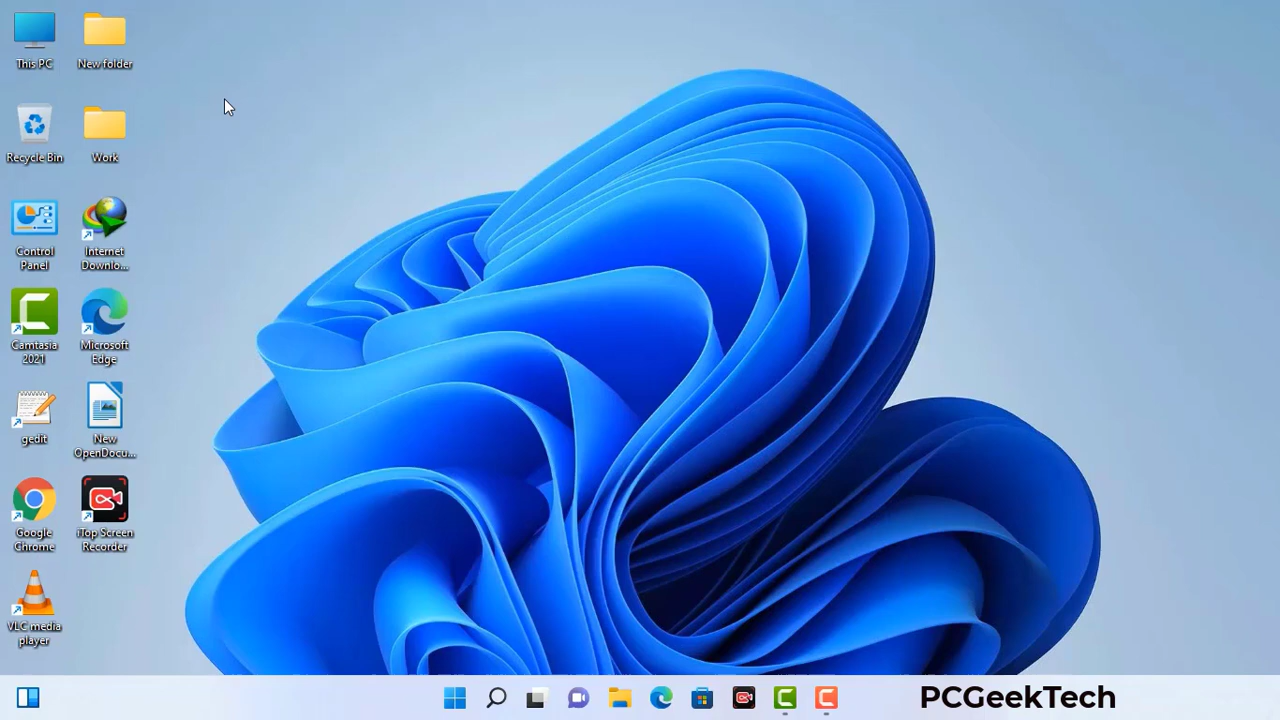 This PC
New folder
Recycle Bin
Work
Control
Panel
Internet
Downlo...
Camtasia
2021
Microsoft
Edge
gedit
New
OpenDocu...
Google
Chrome
iTop Screen
Recorder
VLC media
player
PCGeekTech